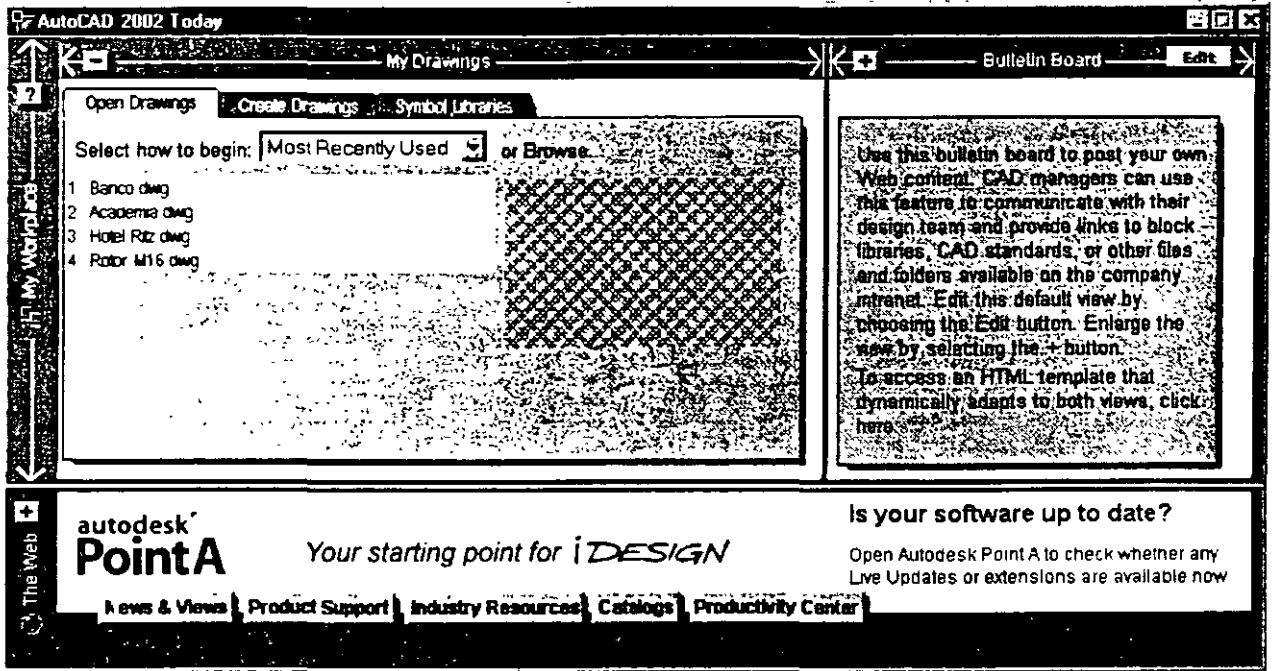 AutoCAD 2002 Today
My Drawings
Bulletin Board
Edit
?
My Workplace
Open Drawings
Create Drawings
Symbol Libraries
Select how to begin: Most Recently Used or Browse...
1 Banco dwg
2 Academia dwg
3 Hotel Ritz dwg
4 Rotor M16 dwg
Use this bulletin board to post your own
Web content. CAD managers can use
this feature to communicate with their
design team and provide links to block
libraries, CAD standards, or other files
and folders available on the company
intranet. Edit this default view by
choosing the Edit button. Enlarge the
view by selecting the + button.
To access an HTML template that
dynamically adapts to both views, click
here
The Web
autodesk
Point A
Your starting point for iDESIGN
Is your software up to date?
Open Autodesk Point A to check whether any
Live Updates or extensions are available now
News & Views
Product Support
Industry Resources
Catalogs
Productivity Center